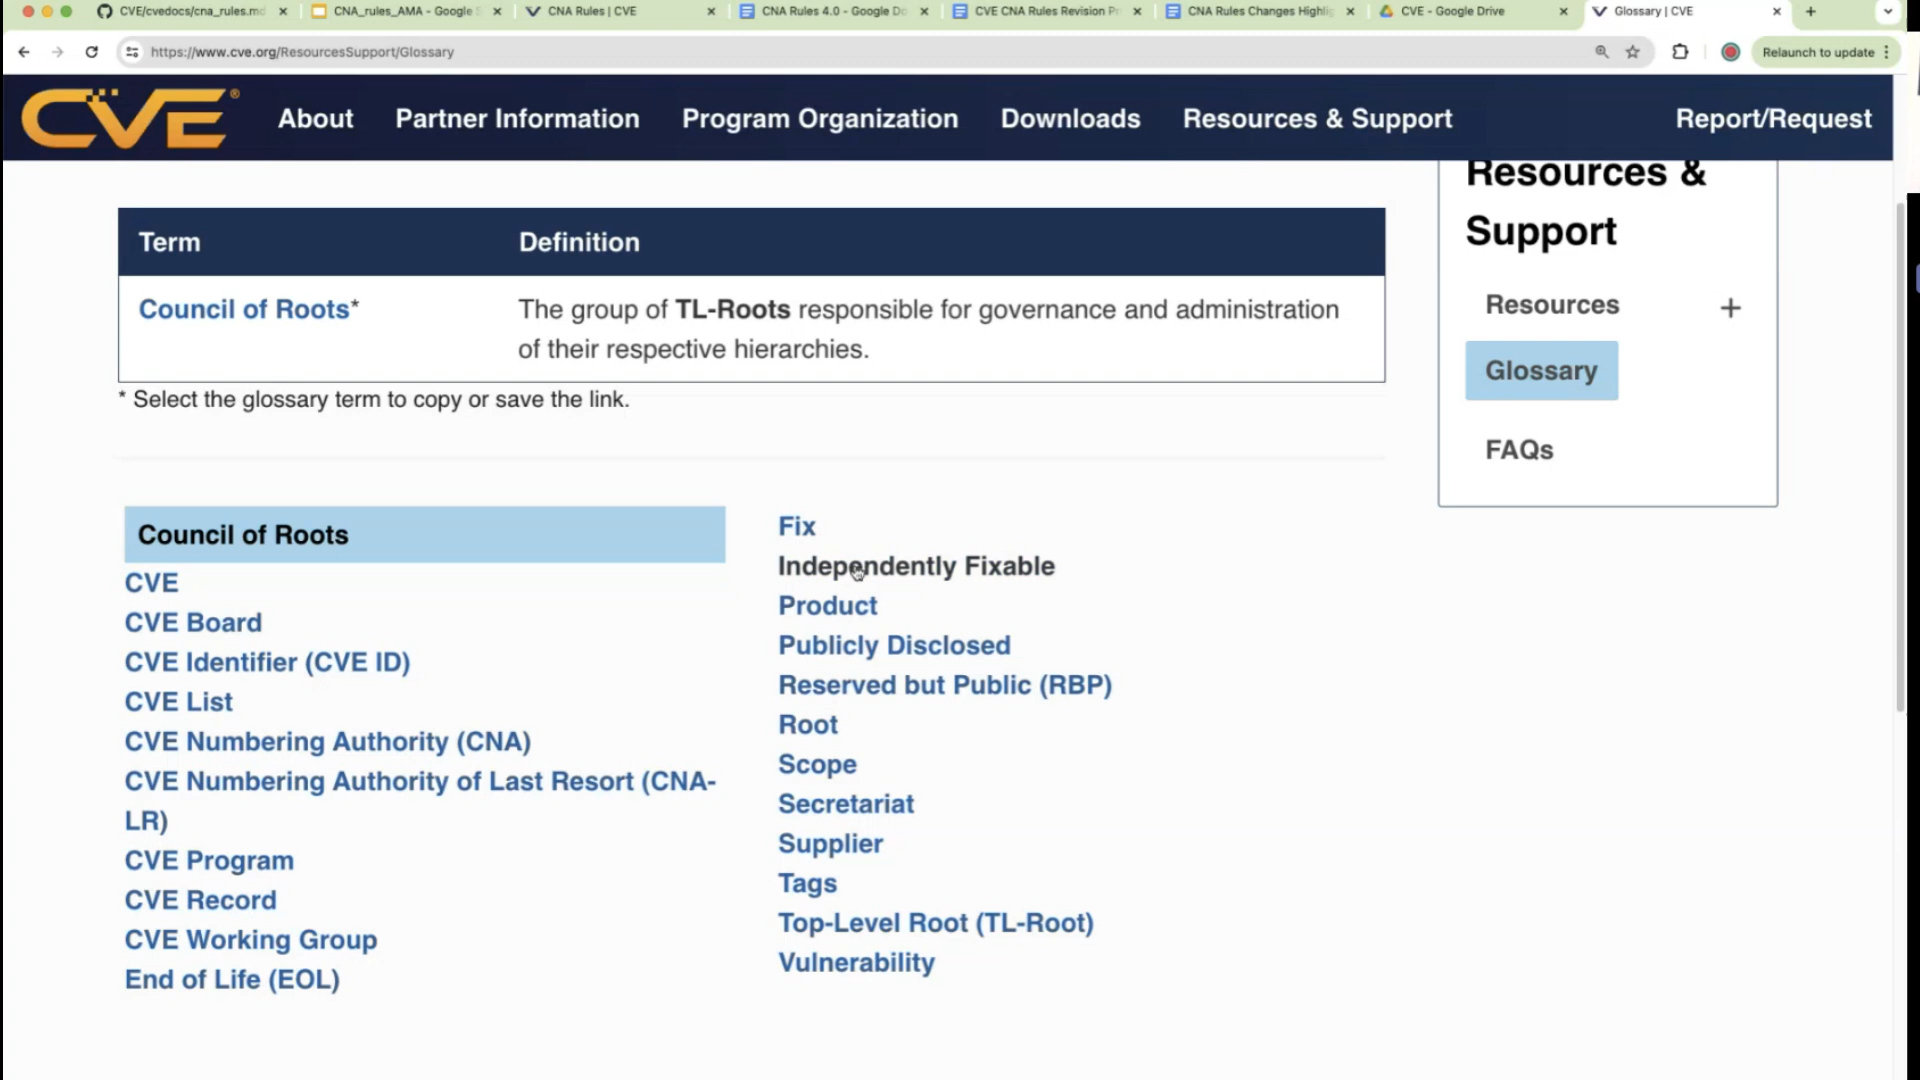 CVE/cvedocs/cna_rules.md
CNA_rules_AMA - Google S
CNA Rules | CVE
CNA Rules 4.0 - Google Do
CVE CNA Rules Revision Pr
CNA Rules Changes Highlig
CVE - Google Drive
Glossary | CVE
https://www.cve.org/ResourcesSupport/Glossary
Relaunch to update
CVE®
About
Partner Information
Program Organization
Downloads
Resources & Support
Report/Request
Term
Definition
Council of Roots*
The group of TL-Roots responsible for governance and administration
of their respective hierarchies.
* Select the glossary term to copy or save the link.
Council of Roots
CVE
CVE Board
CVE Identifier (CVE ID)
CVE List
CVE Numbering Authority (CNA)
CVE Numbering Authority of Last Resort (CNA-
LR)
CVE Program
CVE Record
CVE Working Group
End of Life (EOL)
Fix
Independently Fixable
Product
Publicly Disclosed
Reserved but Public (RBP)
Root
Scope
Secretariat
Supplier
Tags
Top-Level Root (TL-Root)
Vulnerability
Resources &
Support
Resources +
Glossary
FAQs